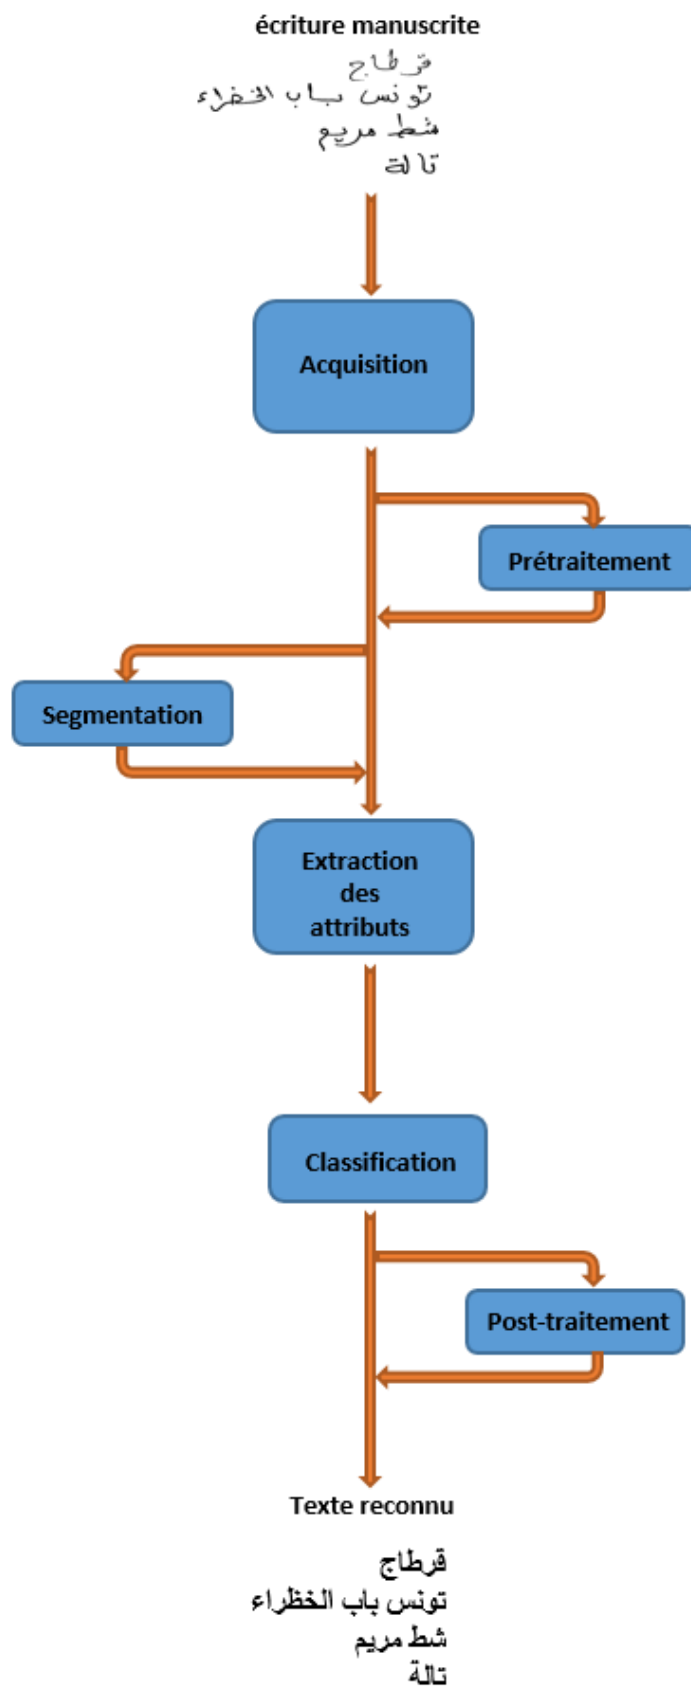 écriture manuscrite
قرطاج
تونس باب الخضراء
شط مريم
تالة
Acquisition
Prétraitement
Segmentation
Extraction
des
attributs
Classification
Post-traitement
Texte reconnu
قرطاج
تونس باب الخظراء
شط مريم
تالة